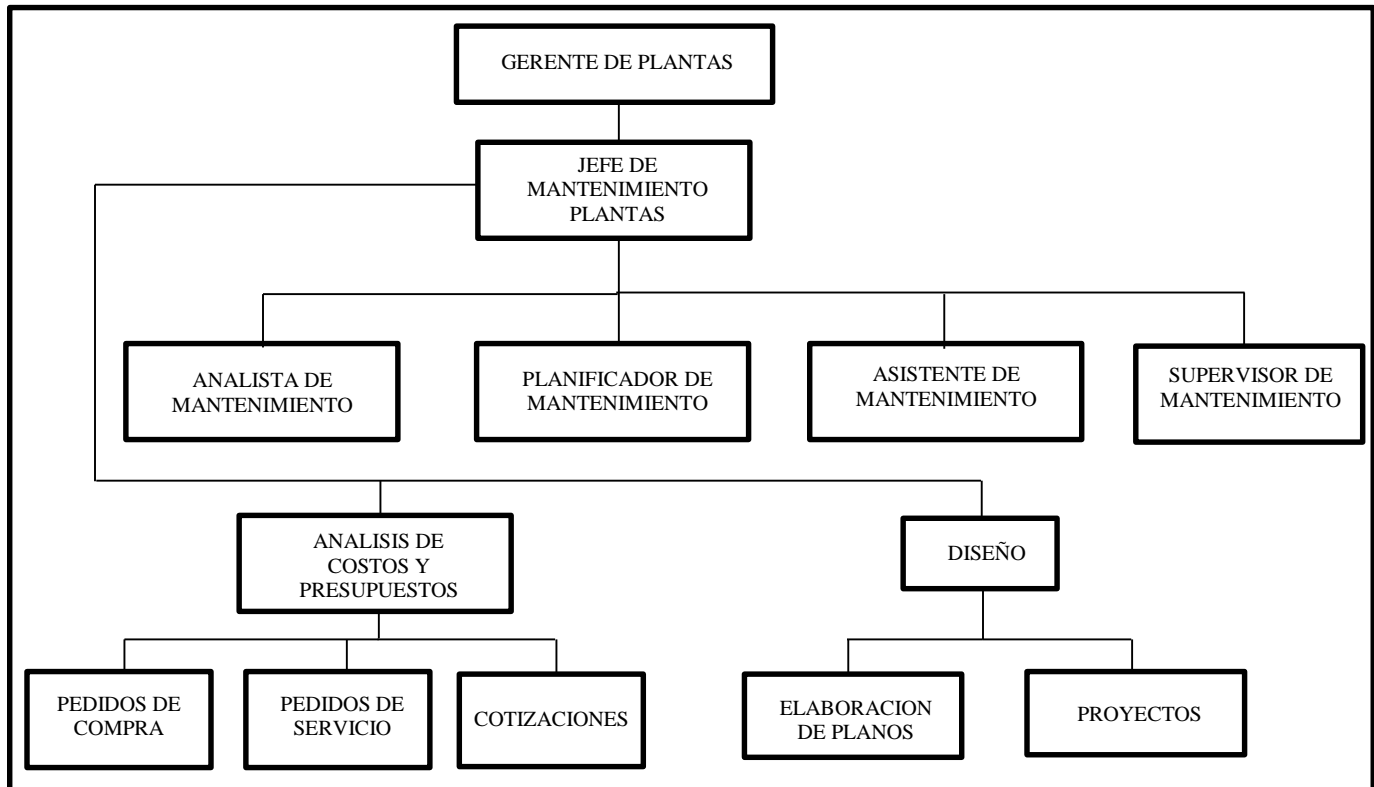 GERENTE DE PLANTAS
JEFE DE
MANTENIMIENTO
PLANTAS
ANALISTA DE
MANTENIMIENTO
PLANIFICADOR DE
MANTENIMIENTO
ASISTENTE DE
MANTENIMIENTO
SUPERVISOR DE
MANTENIMIENTO
ANALISIS DE
COSTOS Y
PRESUPUESTOS
DISEÑO
PEDIDOS DE
COMPRA
PEDIDOS DE
SERVICIO
COTIZACIONES
ELABORACION
DE PLANOS
PROYECTOS